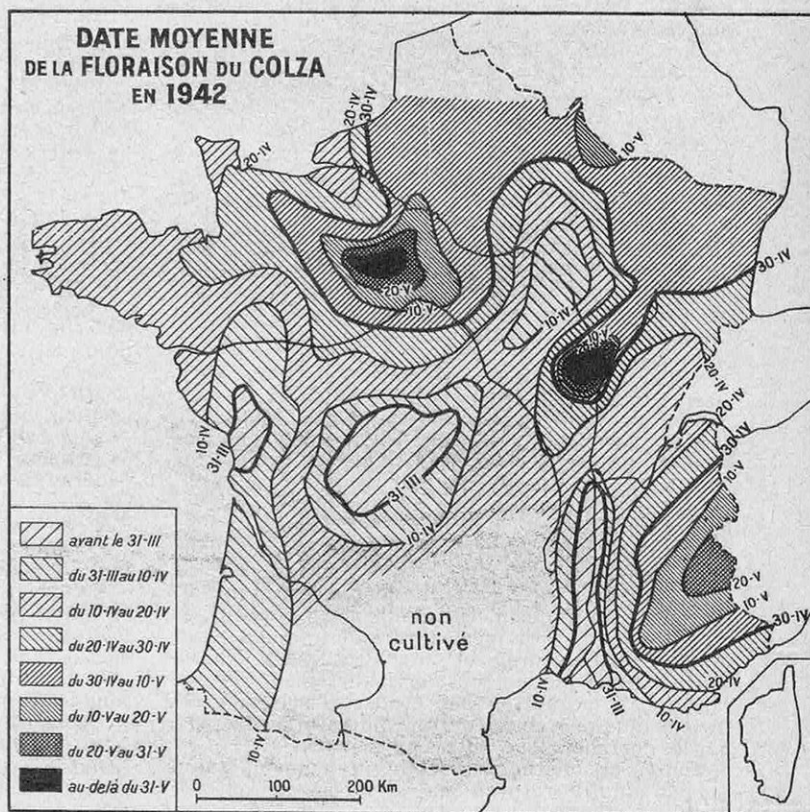 DATE MOYENNE
DE LA FLORAISON DU COLZA
EN 1942
20-IV
30-IV
20-IV
10-V
30-IV
20-V
10-V
10-IV
20-IV
20-IV
30-IV
10-V
10-IV
31-III
31-III
10-IV
20-V
10-V
30-IV
20-IV
10-IV
31-III
10-IV
10-IV
non
cultivé
avant le 31-III
du 31-III au 10-IV
du 10-IV au 20-IV
du 20-IV au 30-IV
du 30-IV au 10-V
du 10-V au 20-V
du 20-V au 31-V
au-delà du 31-V
0 100 200 Km